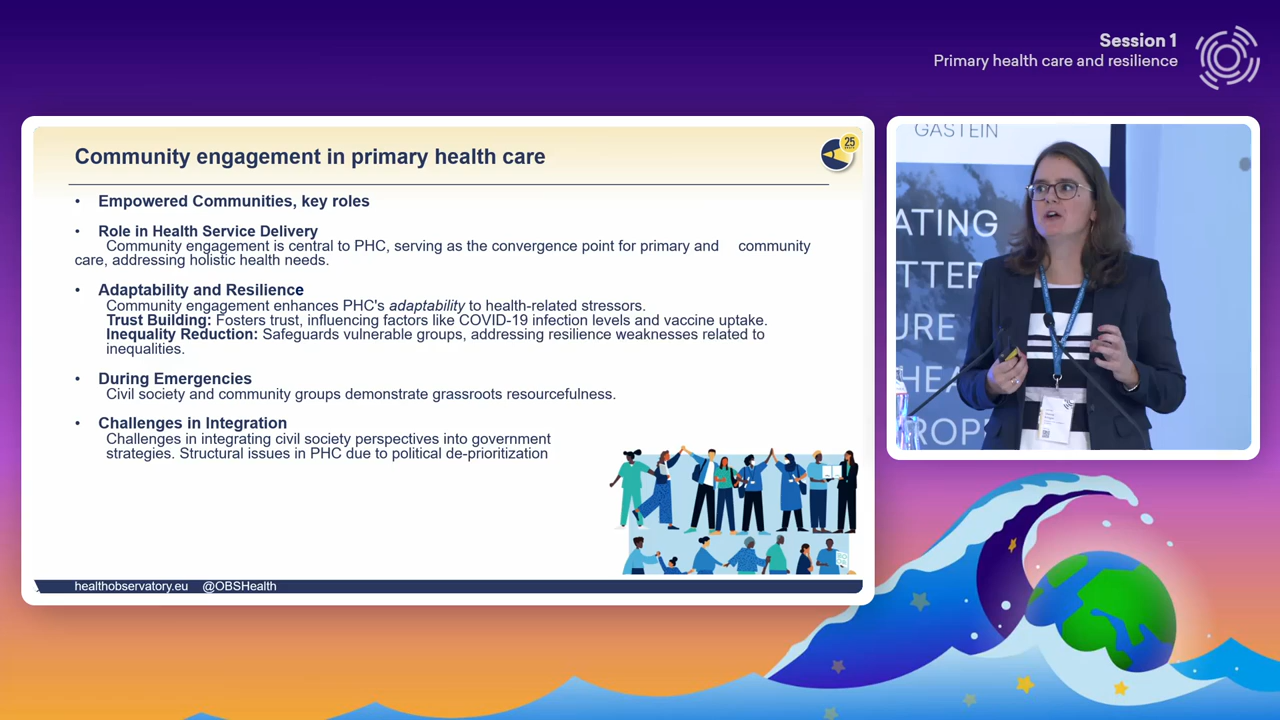 Session 1
Primary health care and resilience
Community engagement in primary health care
25
• Empowered Communities, key roles
• Role in Health Service Delivery
Community engagement is central to PHC, serving as the convergence point for primary and community
care, addressing holistic health needs.
• Adaptability and Resilience
Community engagement enhances PHC's adaptability to health-related stressors.
Trust Building: Fosters trust, influencing factors like COVID-19 infection levels and vaccine uptake.
Inequality Reduction: Safeguards vulnerable groups, addressing resilience weaknesses related to
inequalities.
• During Emergencies
Civil society and community groups demonstrate grassroots resourcefulness.
• Challenges in Integration
Challenges in integrating civil society perspectives into government
strategies. Structural issues in PHC due to political de-prioritization
healthobservatory.eu @OBSHealth
GASTEIN
ATING
TTER
URE
HEA
ROP